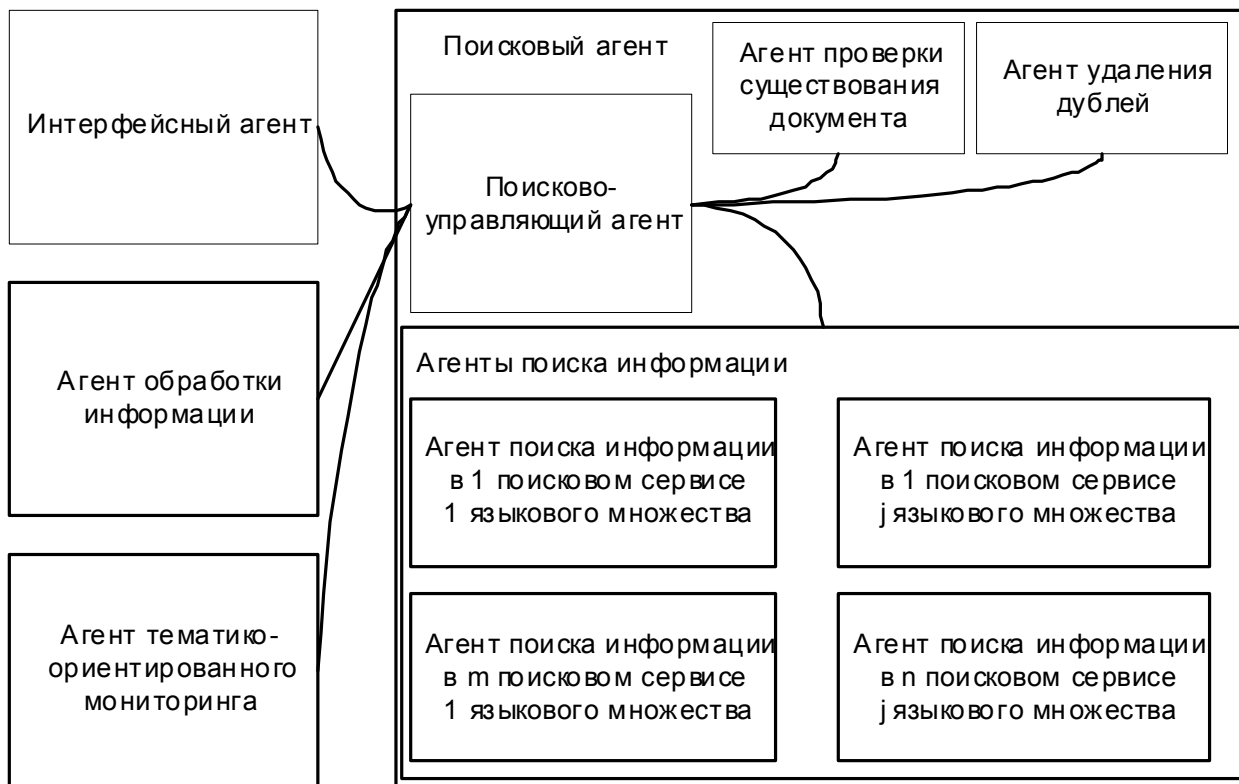 Интерфейсный агент
Агент обработки
информации
Агент тематико-
ориентированного
мониторинга
Поисковый агент
Поисково-
управляющий агент
Агент проверки
существования
документа
Агент удаления
дублей
Агенты поиска информации
Агент поиска информации
в 1 поисковом сервисе
1 языкового множества
Агент поиска информации
в 1 поисковом сервисе
j языкового множества
Агент поиска информации
в m поисковом сервисе
1 языкового множества
Агент поиска информации
в n поисковом сервисе
j языкового множества